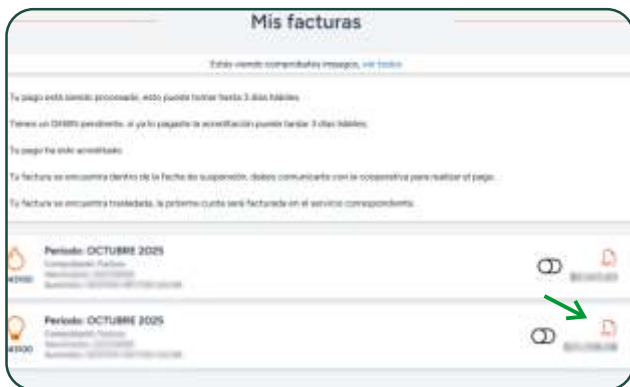 Mis facturas
Estás viendo comprobantes impagos, ver todos
Tu pago está siendo procesado, esto puede tomar hasta 3 días hábiles
Tienes un DEBIN pendiente, si ya lo pagaste la acreditación puede tardar 3 días hábiles
Tu pago ha sido acreditado
Tu factura se encuentra dentro de la fecha de suspensión, debes comunicarte con la cooperativa para realizar el pago.
Tu factura se encuentra trasladada, la próxima cuota será facturada en el servicio correspondiente.
Periodo: OCTUBRE 2025
Periodo: OCTUBRE 2025